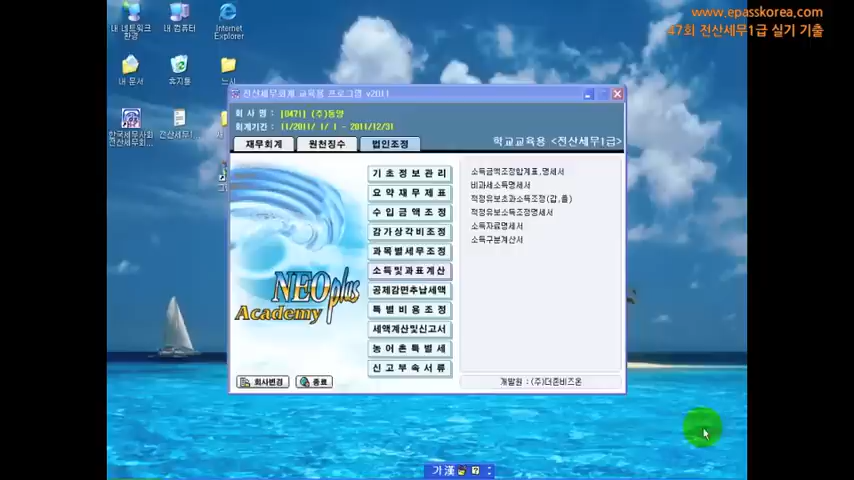 www.epasskorea.com
47회 전산세무1급 실기 기출
내 네트워크 환경
내 컴퓨터
Internet Explorer
내 문서
휴지통
한국세무사회
전산세무회계 교육용 프로그램 v2011
회 사 명 : [0471] (주)동양
회계기간 : [1/2011/ 1/ 1 - 2011/12/31
재무회계
원천징수
법인조정
학교교육용 <전산세무1급>
기초정보관리
요약재무제표
수입금액조정
감가상각비조정
과목별세무조정
소득및과표계산
공제감면추납세액
특별비용조정
세액계산및신고서
농어촌특별세
신고부속서류
소득금액조정합계표,명세서
비과세소득명세서
적정유보초과소득조정(갑,을)
적정유보소득조정명세서
소득자료명세서
소득구분계산서
NEOplus
Academy
회사변경
종료
개발원 : (주)더존비즈온
가 漢